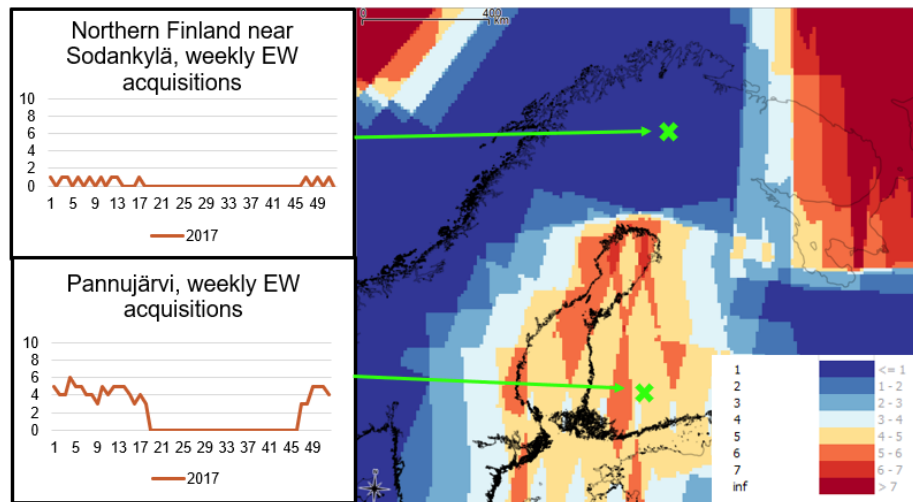 Northern Finland near
Sodankylä, weekly EW
acquisitions
10
8
6
4
2
0
1 5 9 13 17 21 25 29 33 37 41 45 49
2017
Pannujärvi, weekly EW
acquisitions
10
8
6
4
2
0
1 5 9 13 17 21 25 29 33 37 41 45 49
2017
0 400
km
N
1 <= 1
2 1 - 2
3 2 - 3
4 3 - 4
5 4 - 5
6 5 - 6
7 6 - 7
inf > 7